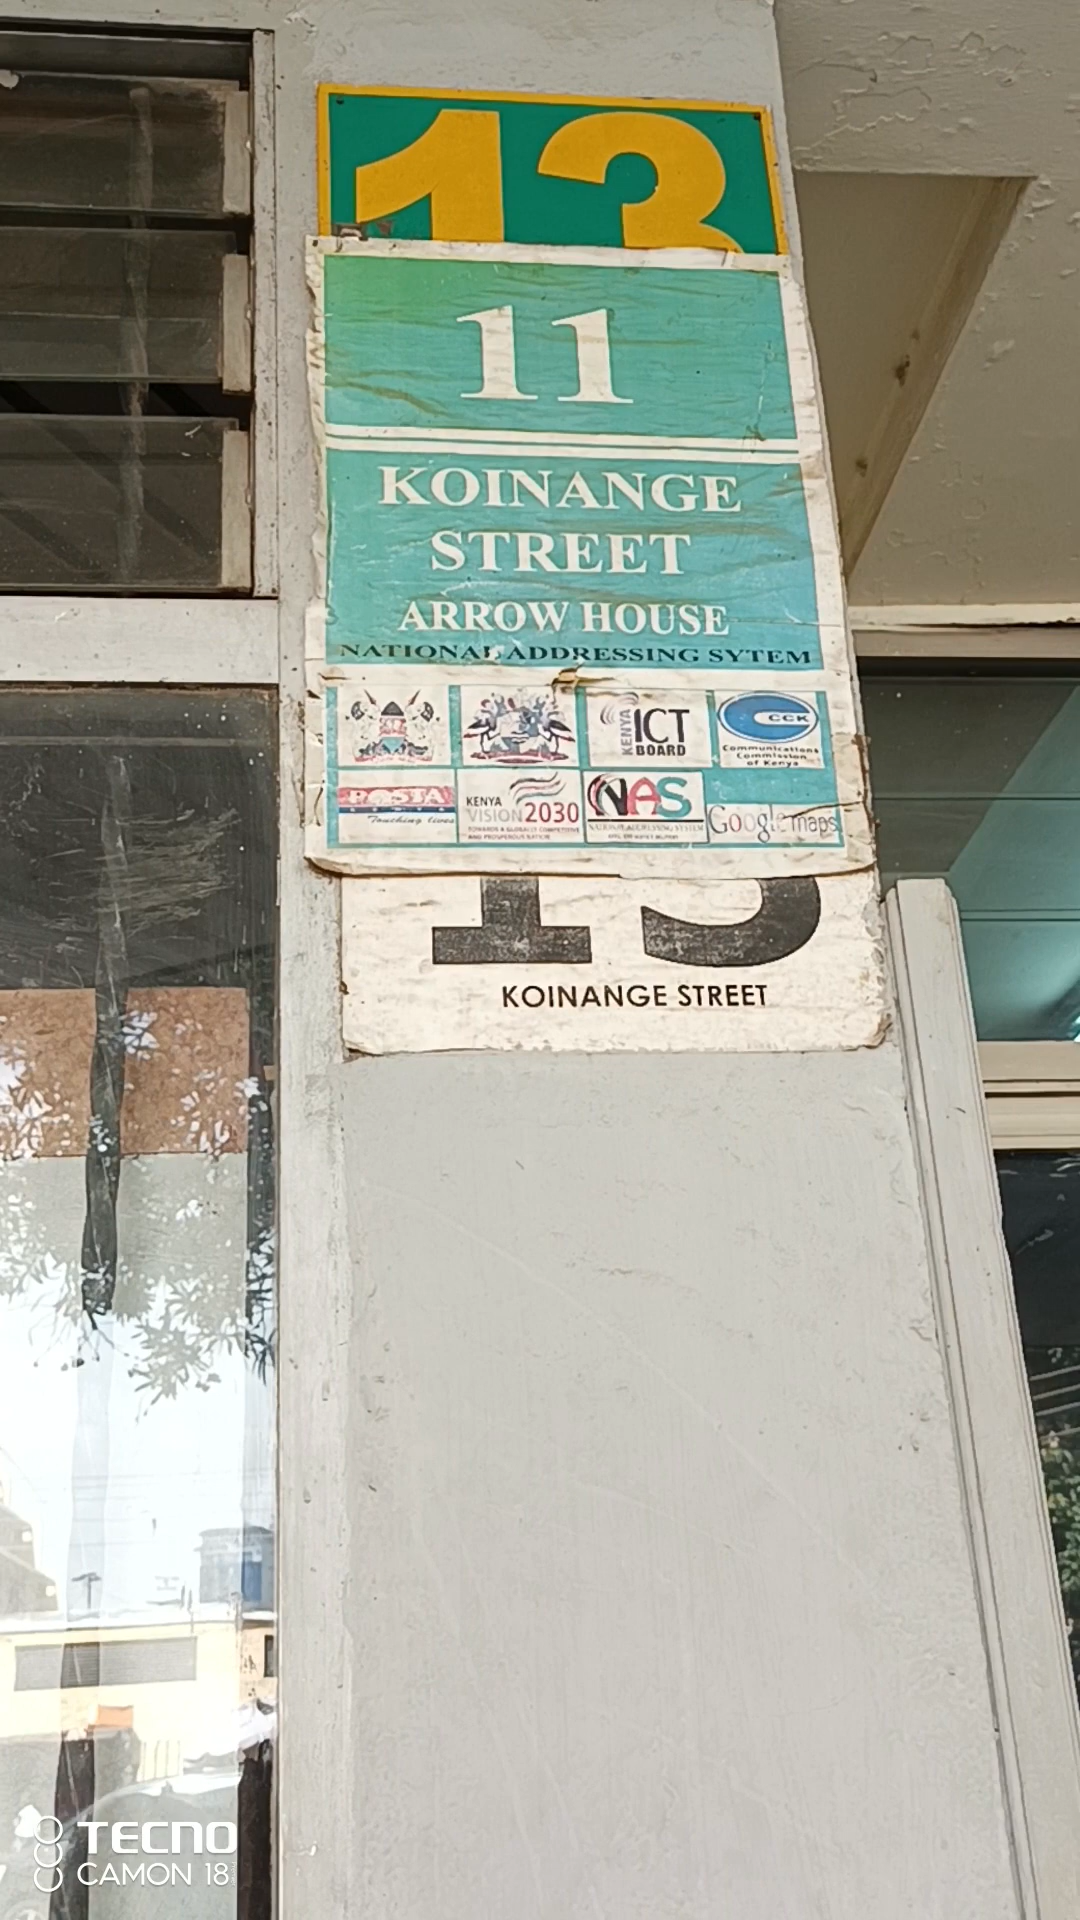 13
11
KOINANGE
STREET
ARROW HOUSE
NATIONAL ADDRESSING SYTEM
KENYA ICT BOARD
CCK
Communications
Commission
of Kenya
POSTA
KENYA
Touching lives
KENYA
VISION 2030
TOWARDS A GLOBALLY COMPETITIVE
AND PROSPEROUS NATION
NAS
NATIONAL ADDRESSING SYSTEM
Google maps
13
KOINANGE STREET
TECNO
CAMON 18